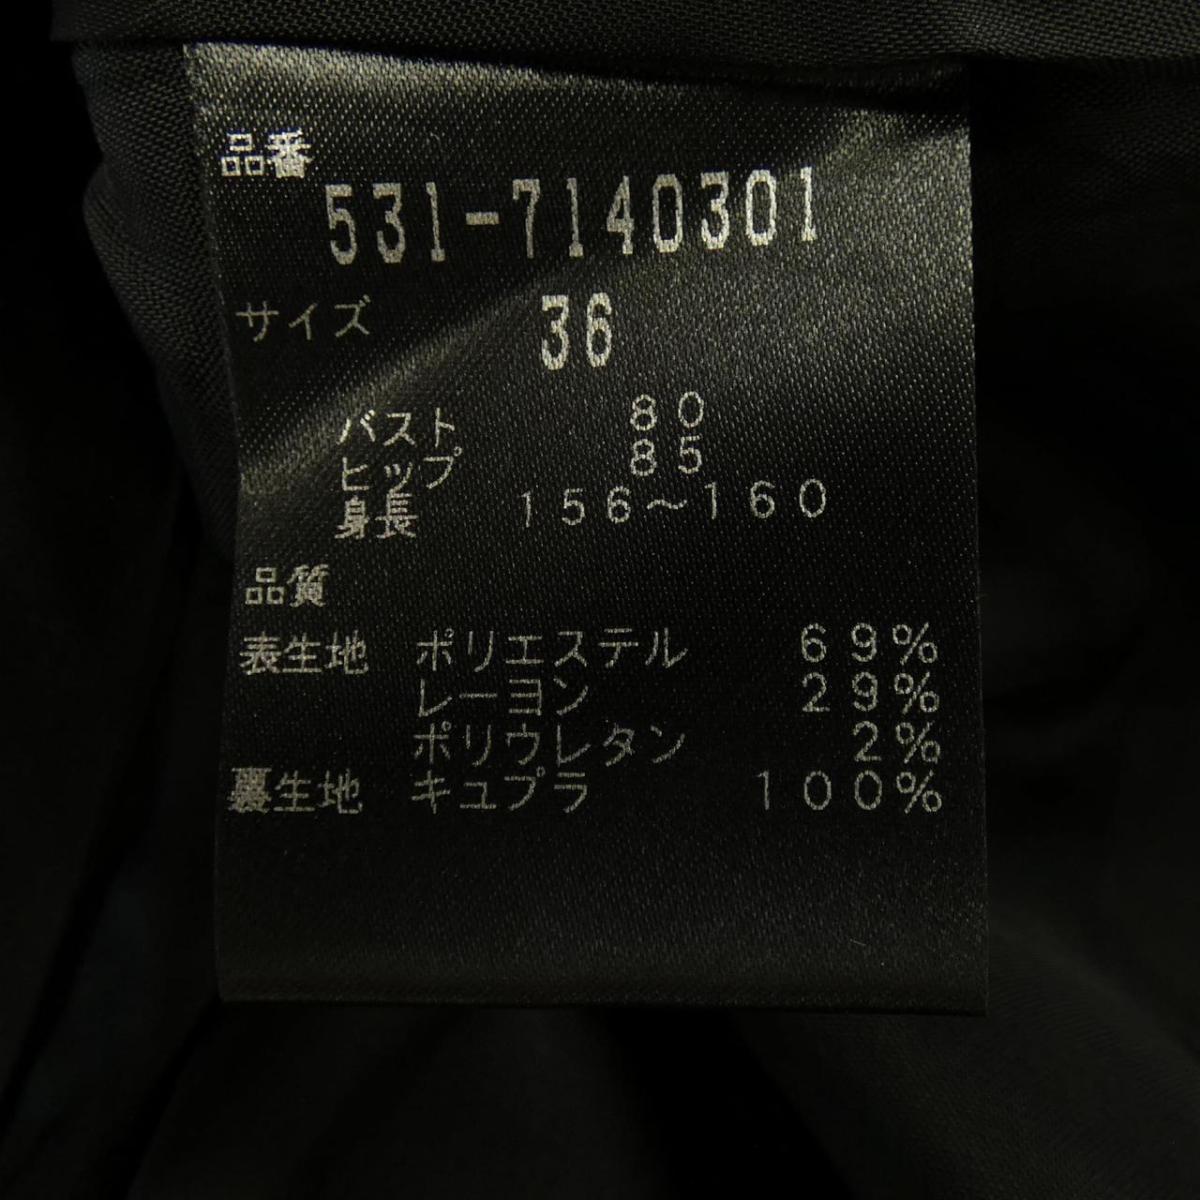 品番
531-7140301
サイズ 36
バスト 80
ヒップ 85
身長 156～160
品質
表生地 ポリエステル 69%
レーヨン 29%
ポリウレタン 2%
裏生地 キュプラ 100%